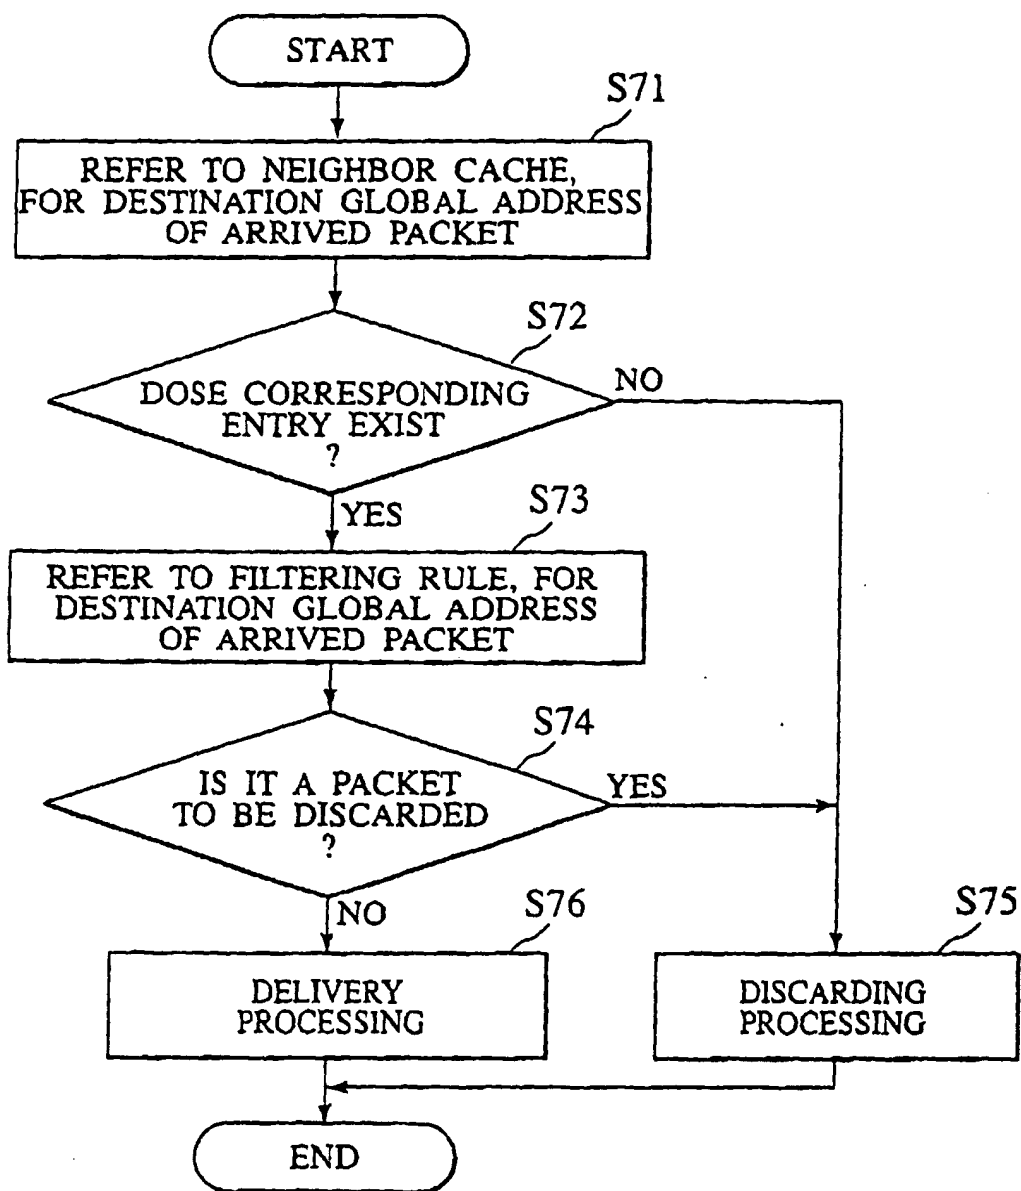 START
S71
REFER TO NEIGHBOR CACHE,
FOR DESTINATION GLOBAL ADDRESS
OF ARRIVED PACKET
S72
DOSE CORRESPONDING
ENTRY EXIST
?
NO
YES
S73
REFER TO FILTERING RULE, FOR
DESTINATION GLOBAL ADDRESS
OF ARRIVED PACKET
S74
IS IT A PACKET
TO BE DISCARDED
?
YES
NO
S76
DELIVERY
PROCESSING
S75
DISCARDING
PROCESSING
END